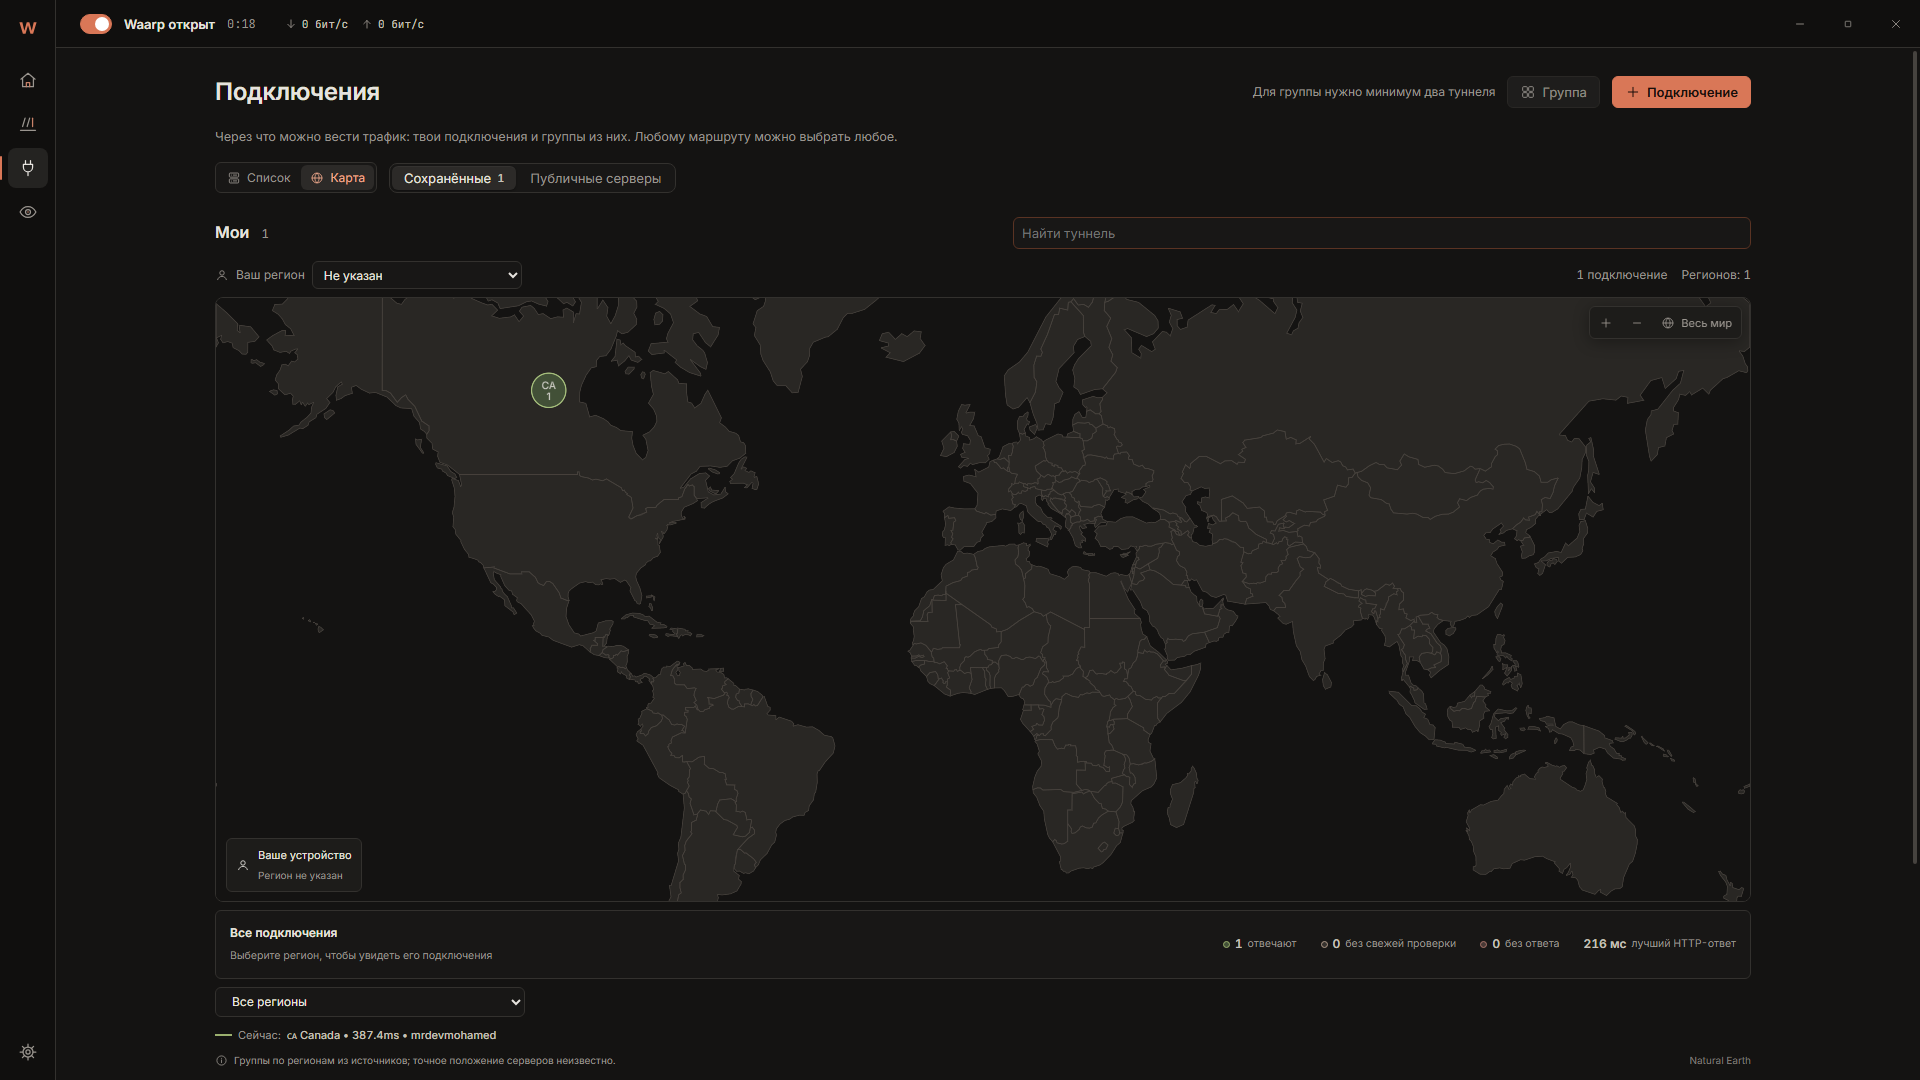 w
Waarp открыт 0:18 ↓ 0 бит/с ↑ 0 бит/с
Подключения
Для группы нужно минимум два туннеля
Группа
+ Подключение
Через что можно вести трафик: твои подключения и группы из них. Любому маршруту можно выбрать любое.
Список
Карта
Сохранённые 1
Публичные серверы
Мои 1
Найти туннель
Ваш регион
Не указан
1 подключение Регионов: 1
+ − Весь мир
CA
1
Ваше устройство
Регион не указан
Все подключения
Выберите регион, чтобы увидеть его подключения
1 отвечают
0 без свежей проверки
0 без ответа
216 мс лучший HTTP-ответ
Все регионы
Сейчас: CA Canada • 387.4ms • mrdevmohamed
Группы по регионам из источников; точное положение серверов неизвестно.
Natural Earth